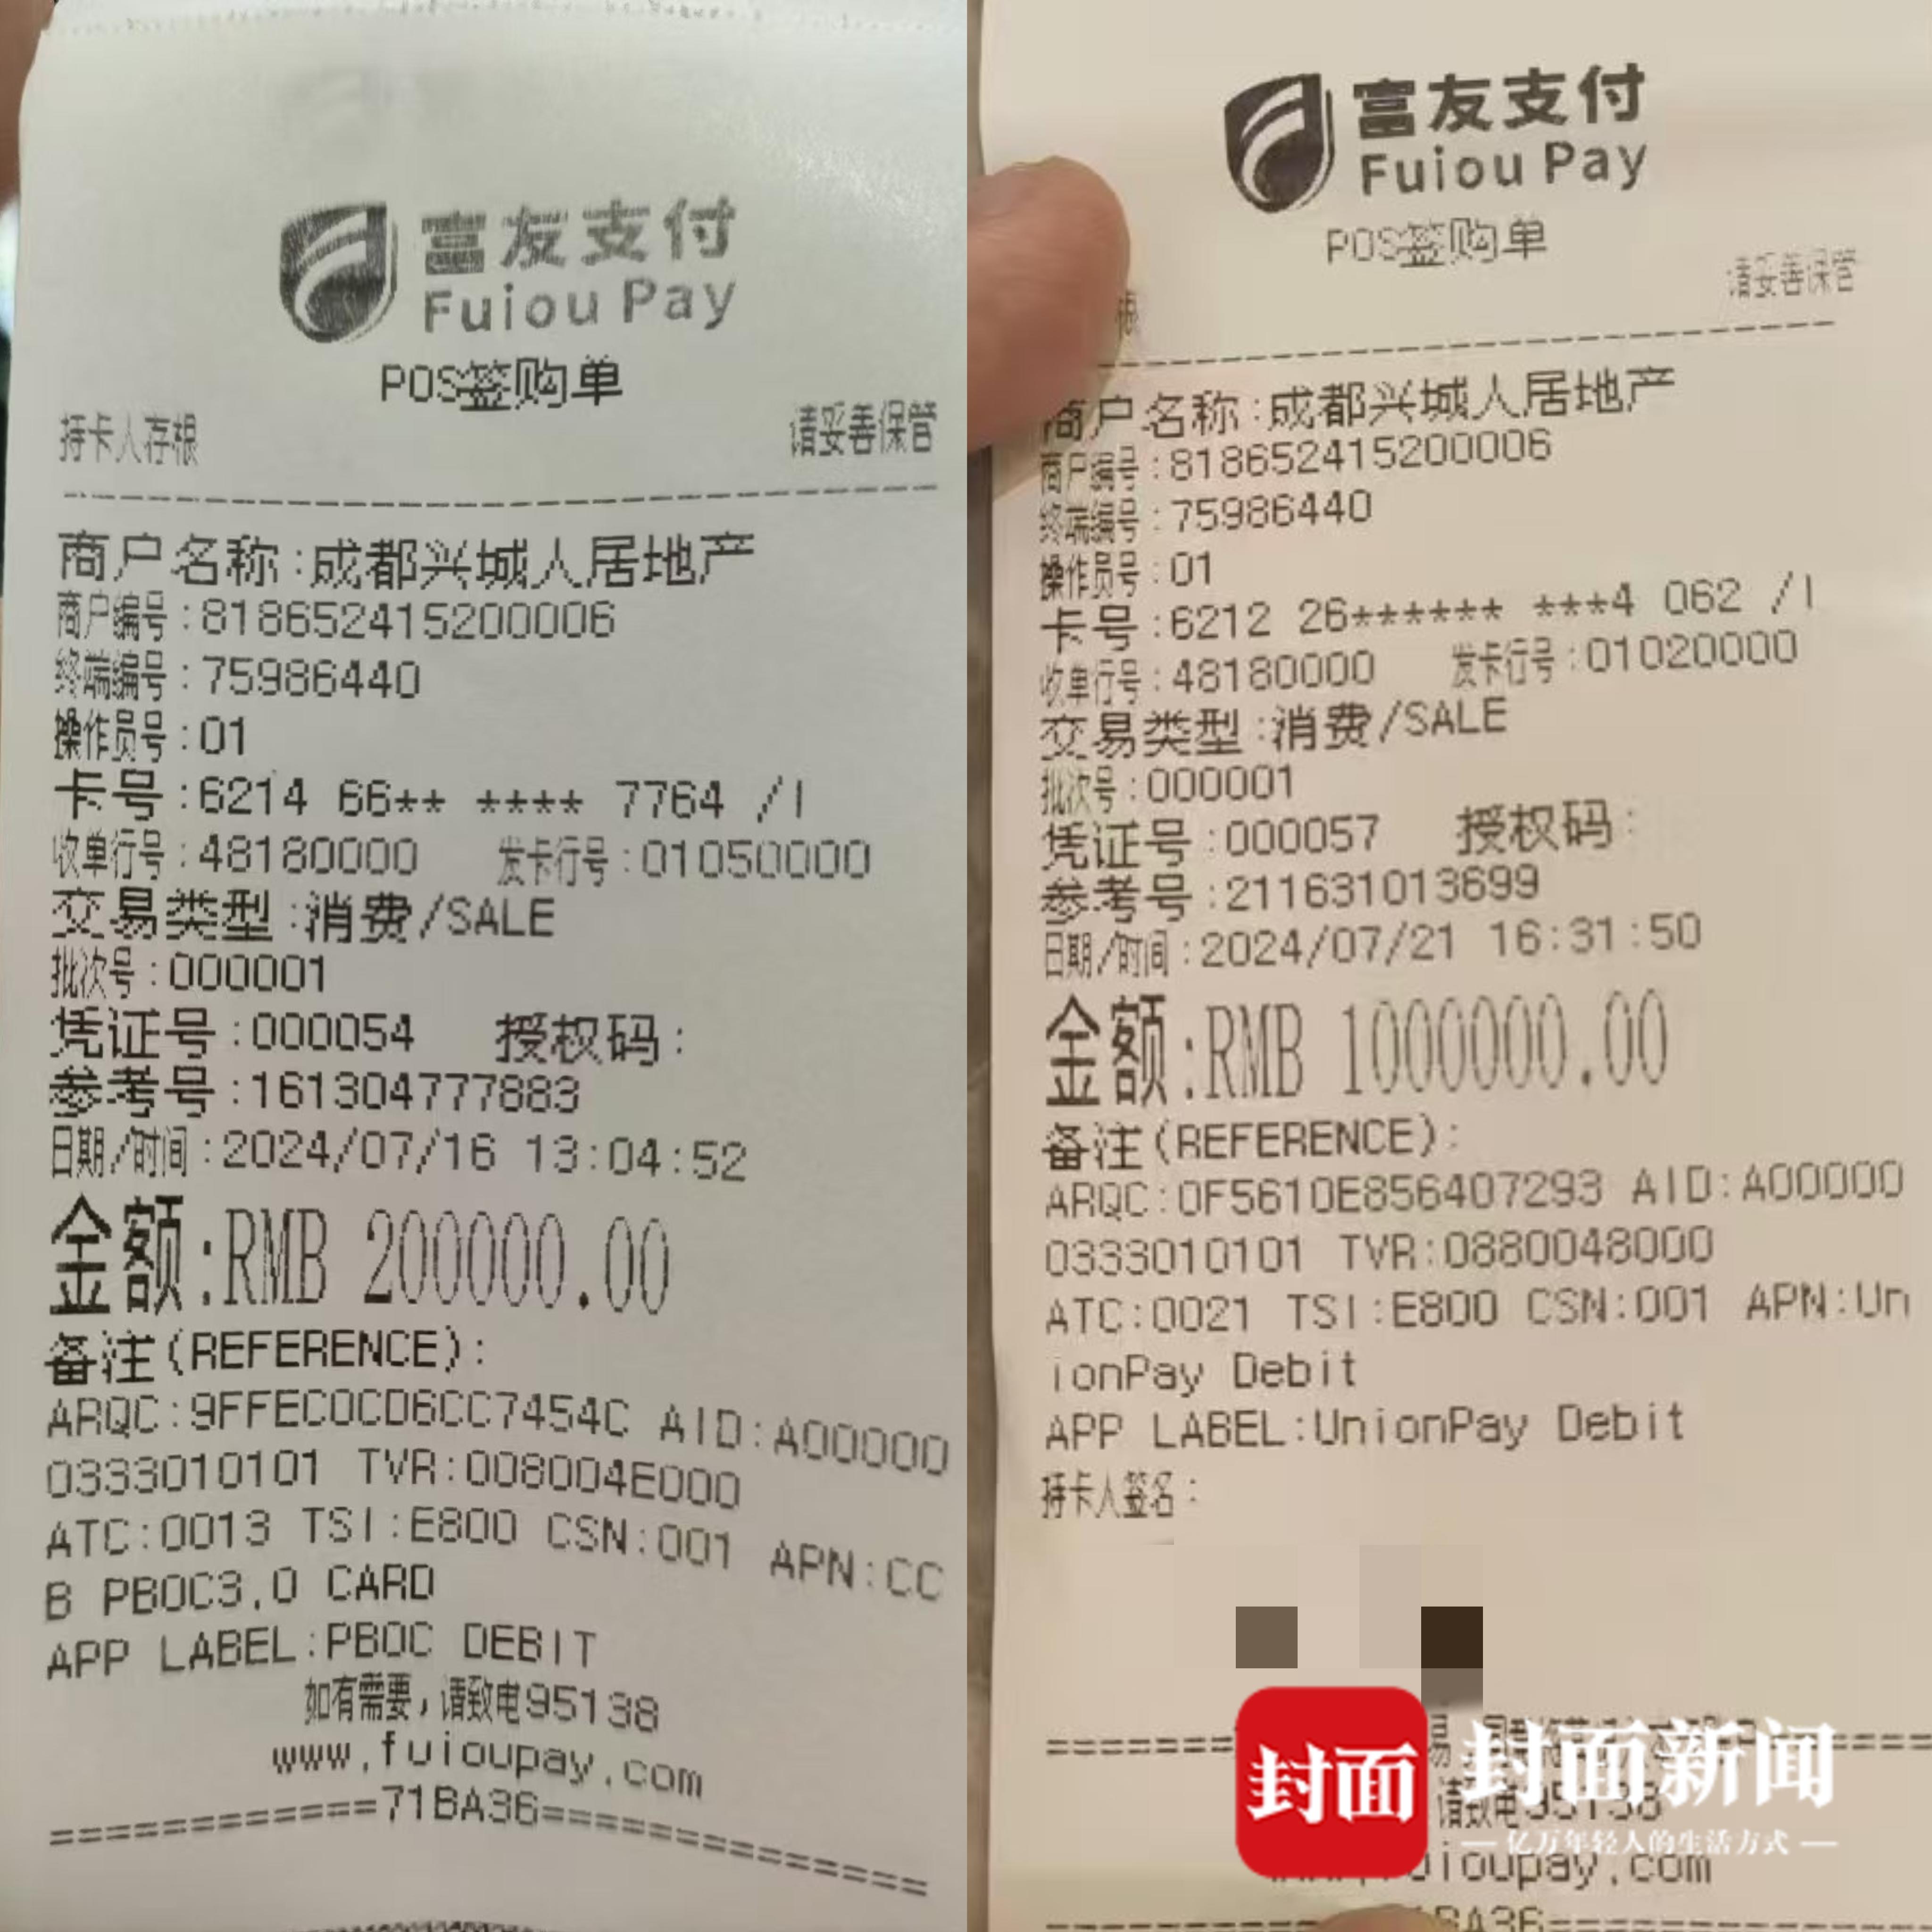 富友支付
Fuiou Pay
POS签购单
持卡人存根 请妥善保管
商户名称:成都兴城人居地产
商户编号:818652415200006
终端编号:75986440
操作员号:01
卡号:6214 66** **** 7764 /I
收单行号:48180000 发卡行号:01050000
交易类型:消费/SALE
批次号:000001
凭证号:000054 授权码:
参考号:161304777883
日期/时间:2024/07/16 13:04:52
金额:RMB 200000.00
备注(REFERENCE):
ARQC:9FFEC0CD6CC7454C AID:A00000
0333010101 TVR:008004E000
ATC:0013 TSI:E800 CSN:001 APN:CC
B PBOC3.0 CARD
APP LABEL:PBOC DEBIT
如有需要,请致电95138
www.fuioupay.com
============71BA36================
富友支付
Fuiou Pay
POS签购单
根 请妥善保管
商户名称:成都兴城人居地产
商户编号:818652415200006
终端编号:75986440
操作员号:01
卡号:6212 26****** ***4 062 /I
收单行号:48180000 发卡行号:01020000
交易类型:消费/SALE
批次号:000001
凭证号:000057 授权码:
参考号:211631013699
日期/时间:2024/07/21 16:31:50
金额:RMB 1000000.00
备注(REFERENCE):
ARQC:0F5610E856407293 AID:A00000
0333010101 TVR:0880048000
ATC:0021 TSI:E800 CSN:001 APN:Un
ionPay Debit
APP LABEL:UnionPay Debit
持卡人签名:
请致电95138
uioupay.com
BA36
封面
封面新闻
亿万年轻人的生活方式